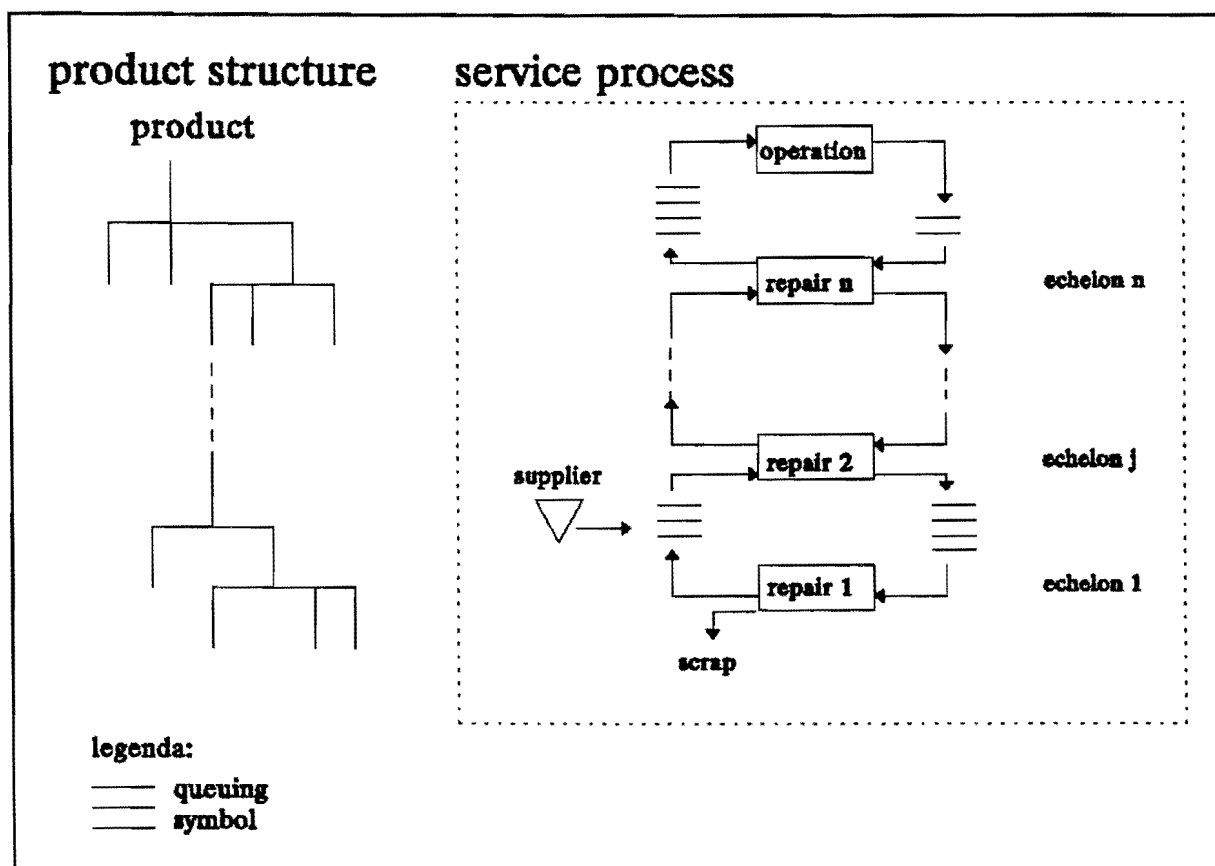 product structure
product
service process
operation
repair n
echelon n
repair 2
echelon j
supplier
repair 1
echelon 1
scrap
legenda:
queuing
symbol